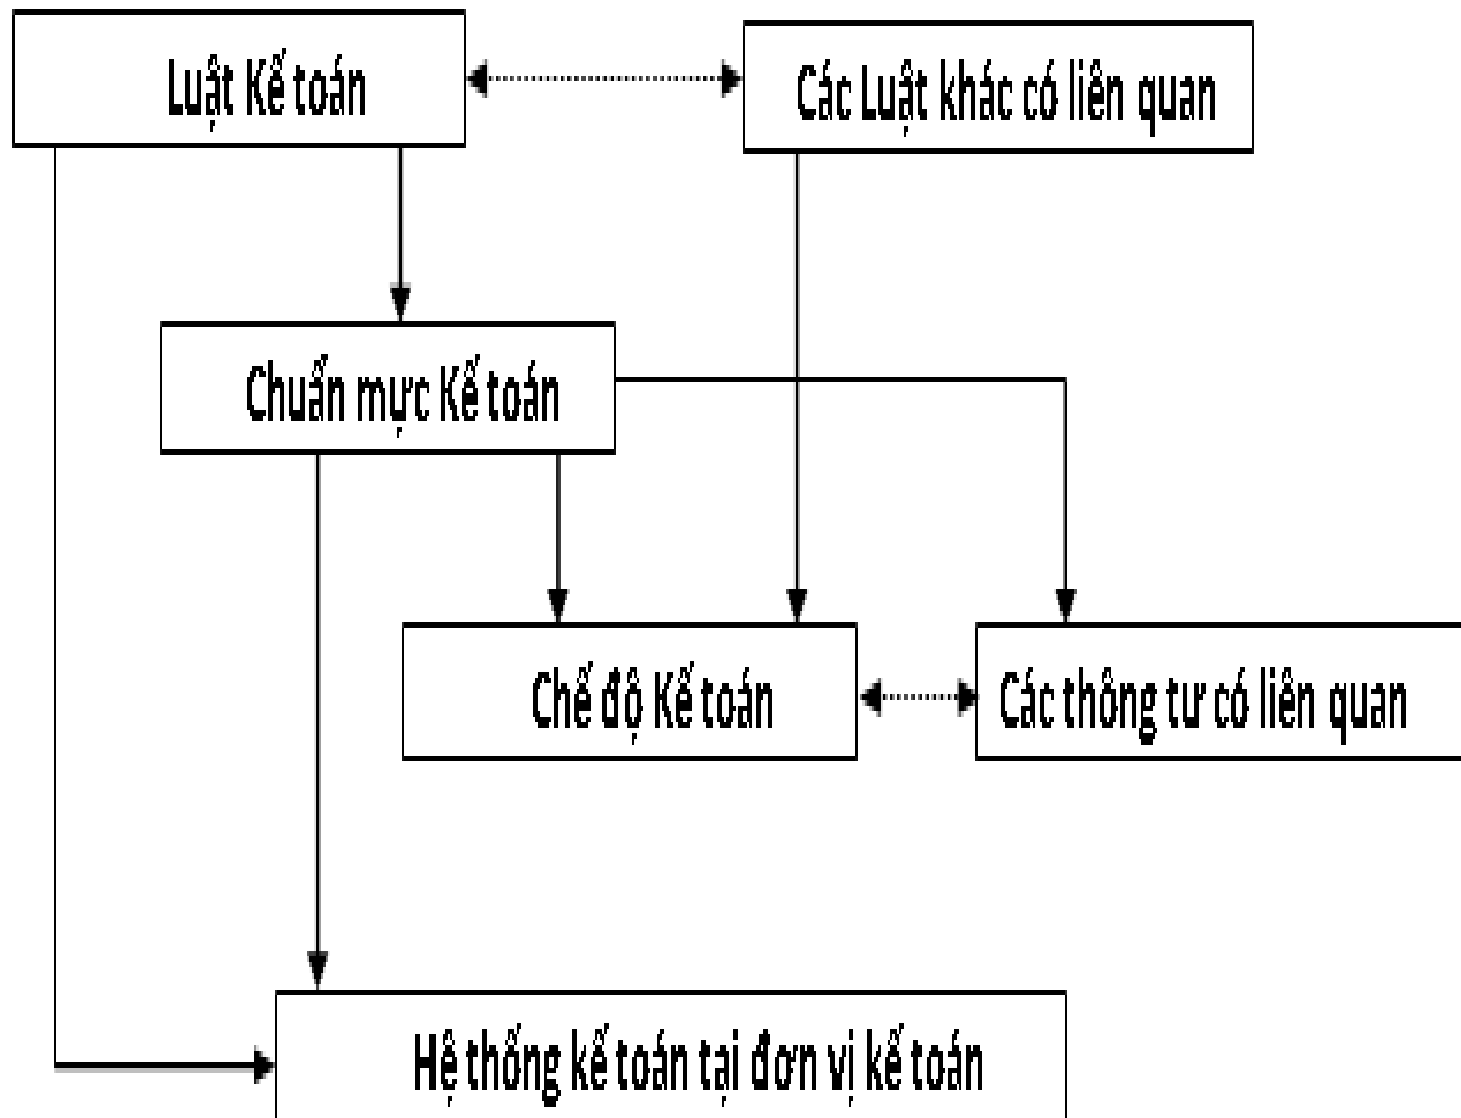 Luật Kế toán
Các Luật khác có liên quan
Chuẩn mực Kế toán
Chế độ Kế toán
Các thông tư có liên quan
Hệ thống kế toán tại đơn vị kế toán